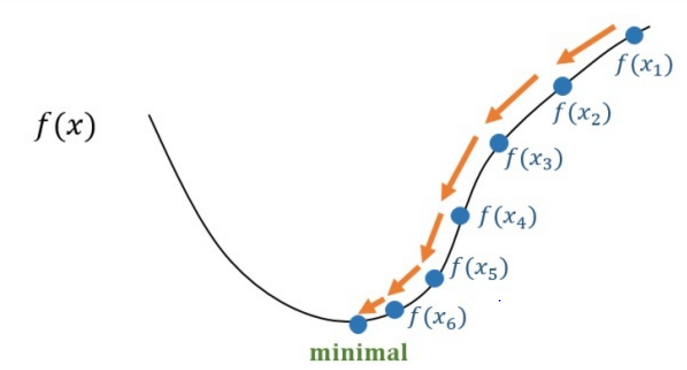 f(x₁)
f(x₂)
f(x)
f(x₃)
f(x₄)
f(x₅)
f(x₆)
minimal